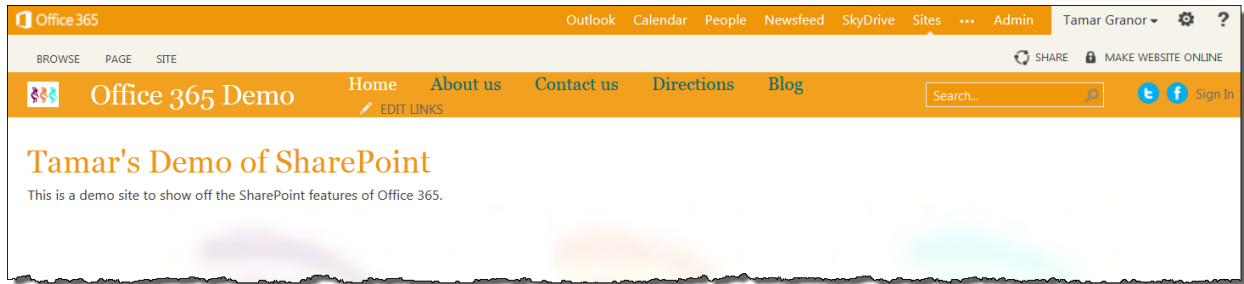 Office 365 Outlook Calendar People Newsfeed SkyDrive Sites ••• Admin Tamar Granor ?
BROWSE PAGE SITE SHARE MAKE WEBSITE ONLINE
Office 365 Demo Home About us Contact us Directions Blog Search... Sign In
EDIT LINKS
Tamar's Demo of SharePoint
This is a demo site to show off the SharePoint features of Office 365.